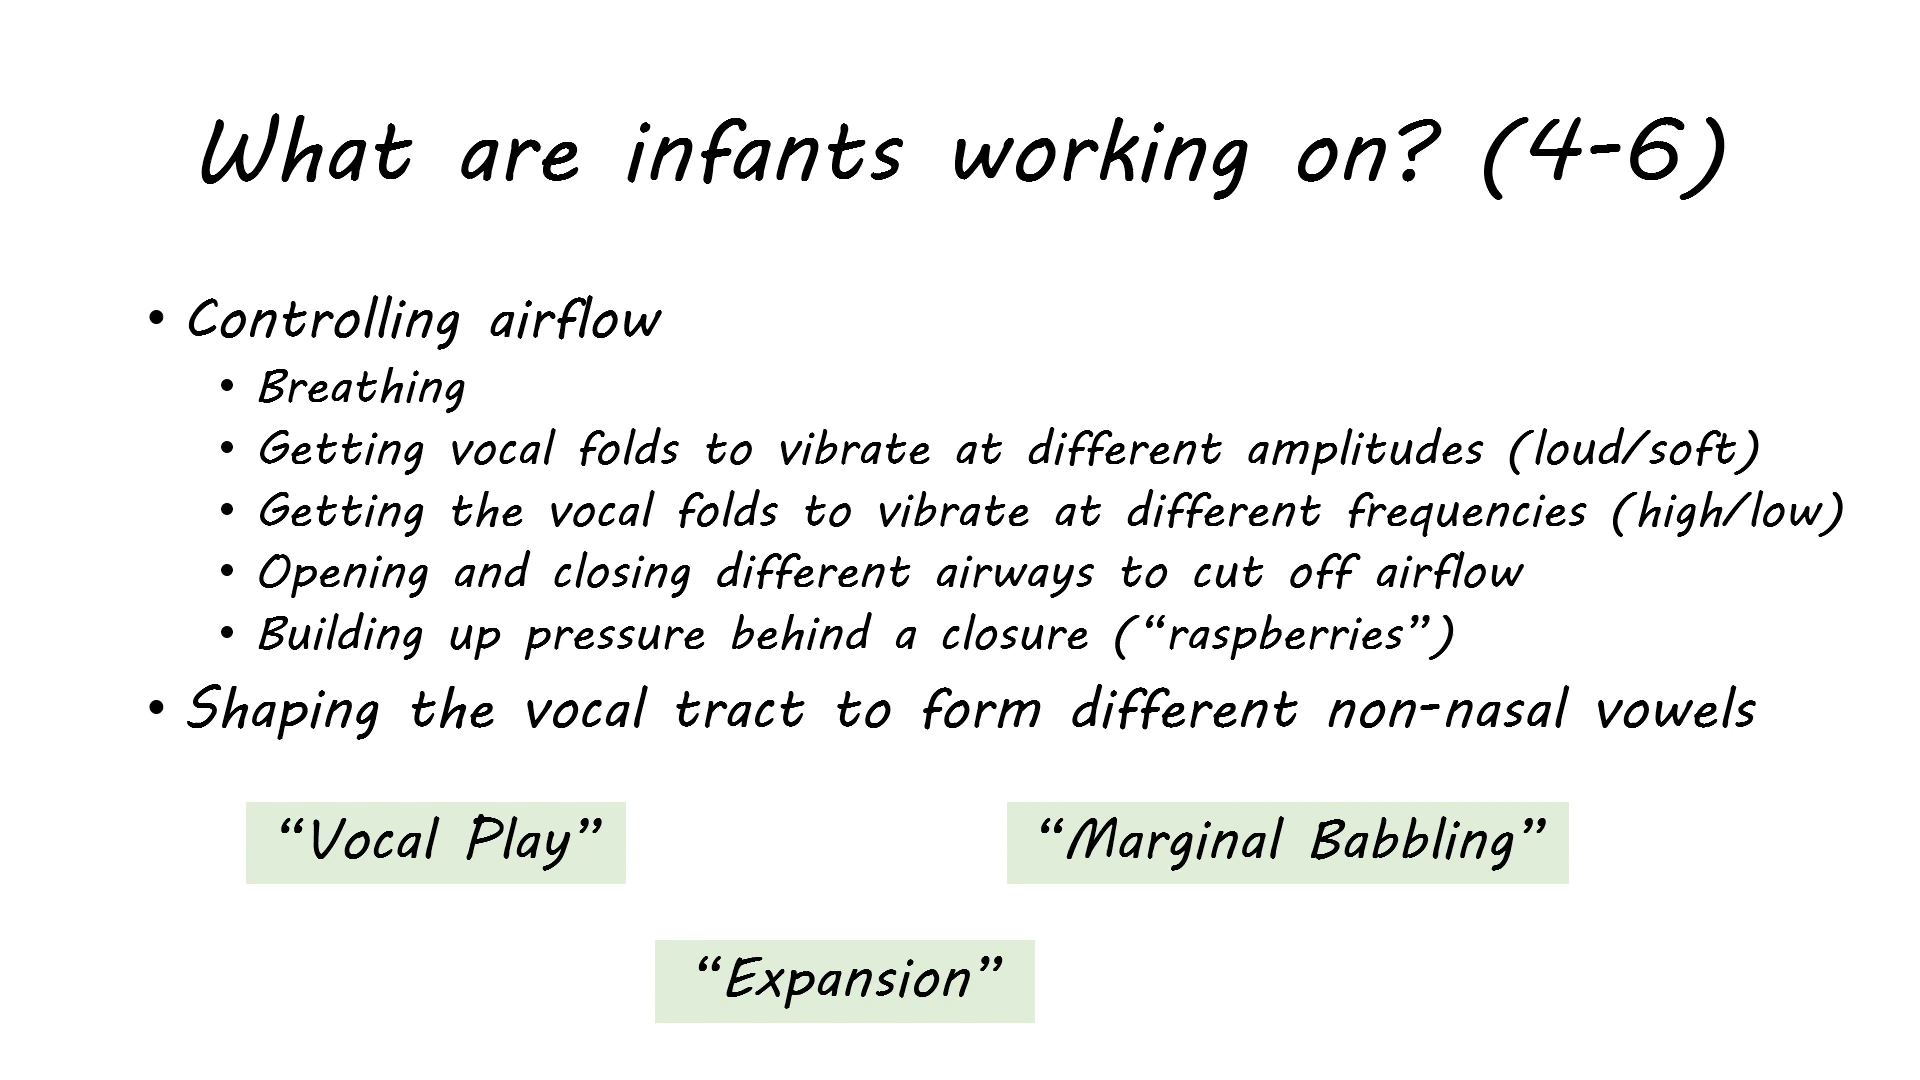 What are infants working on? (4-6)
• Controlling airflow
• Breathing
• Getting vocal folds to vibrate at different amplitudes (loud/soft)
• Getting the vocal folds to vibrate at different frequencies (high/low)
• Opening and closing different airways to cut off airflow
• Building up pressure behind a closure (“raspberries”)
• Shaping the vocal tract to form different non-nasal vowels
“Vocal Play”
“Marginal Babbling”
“Expansion”